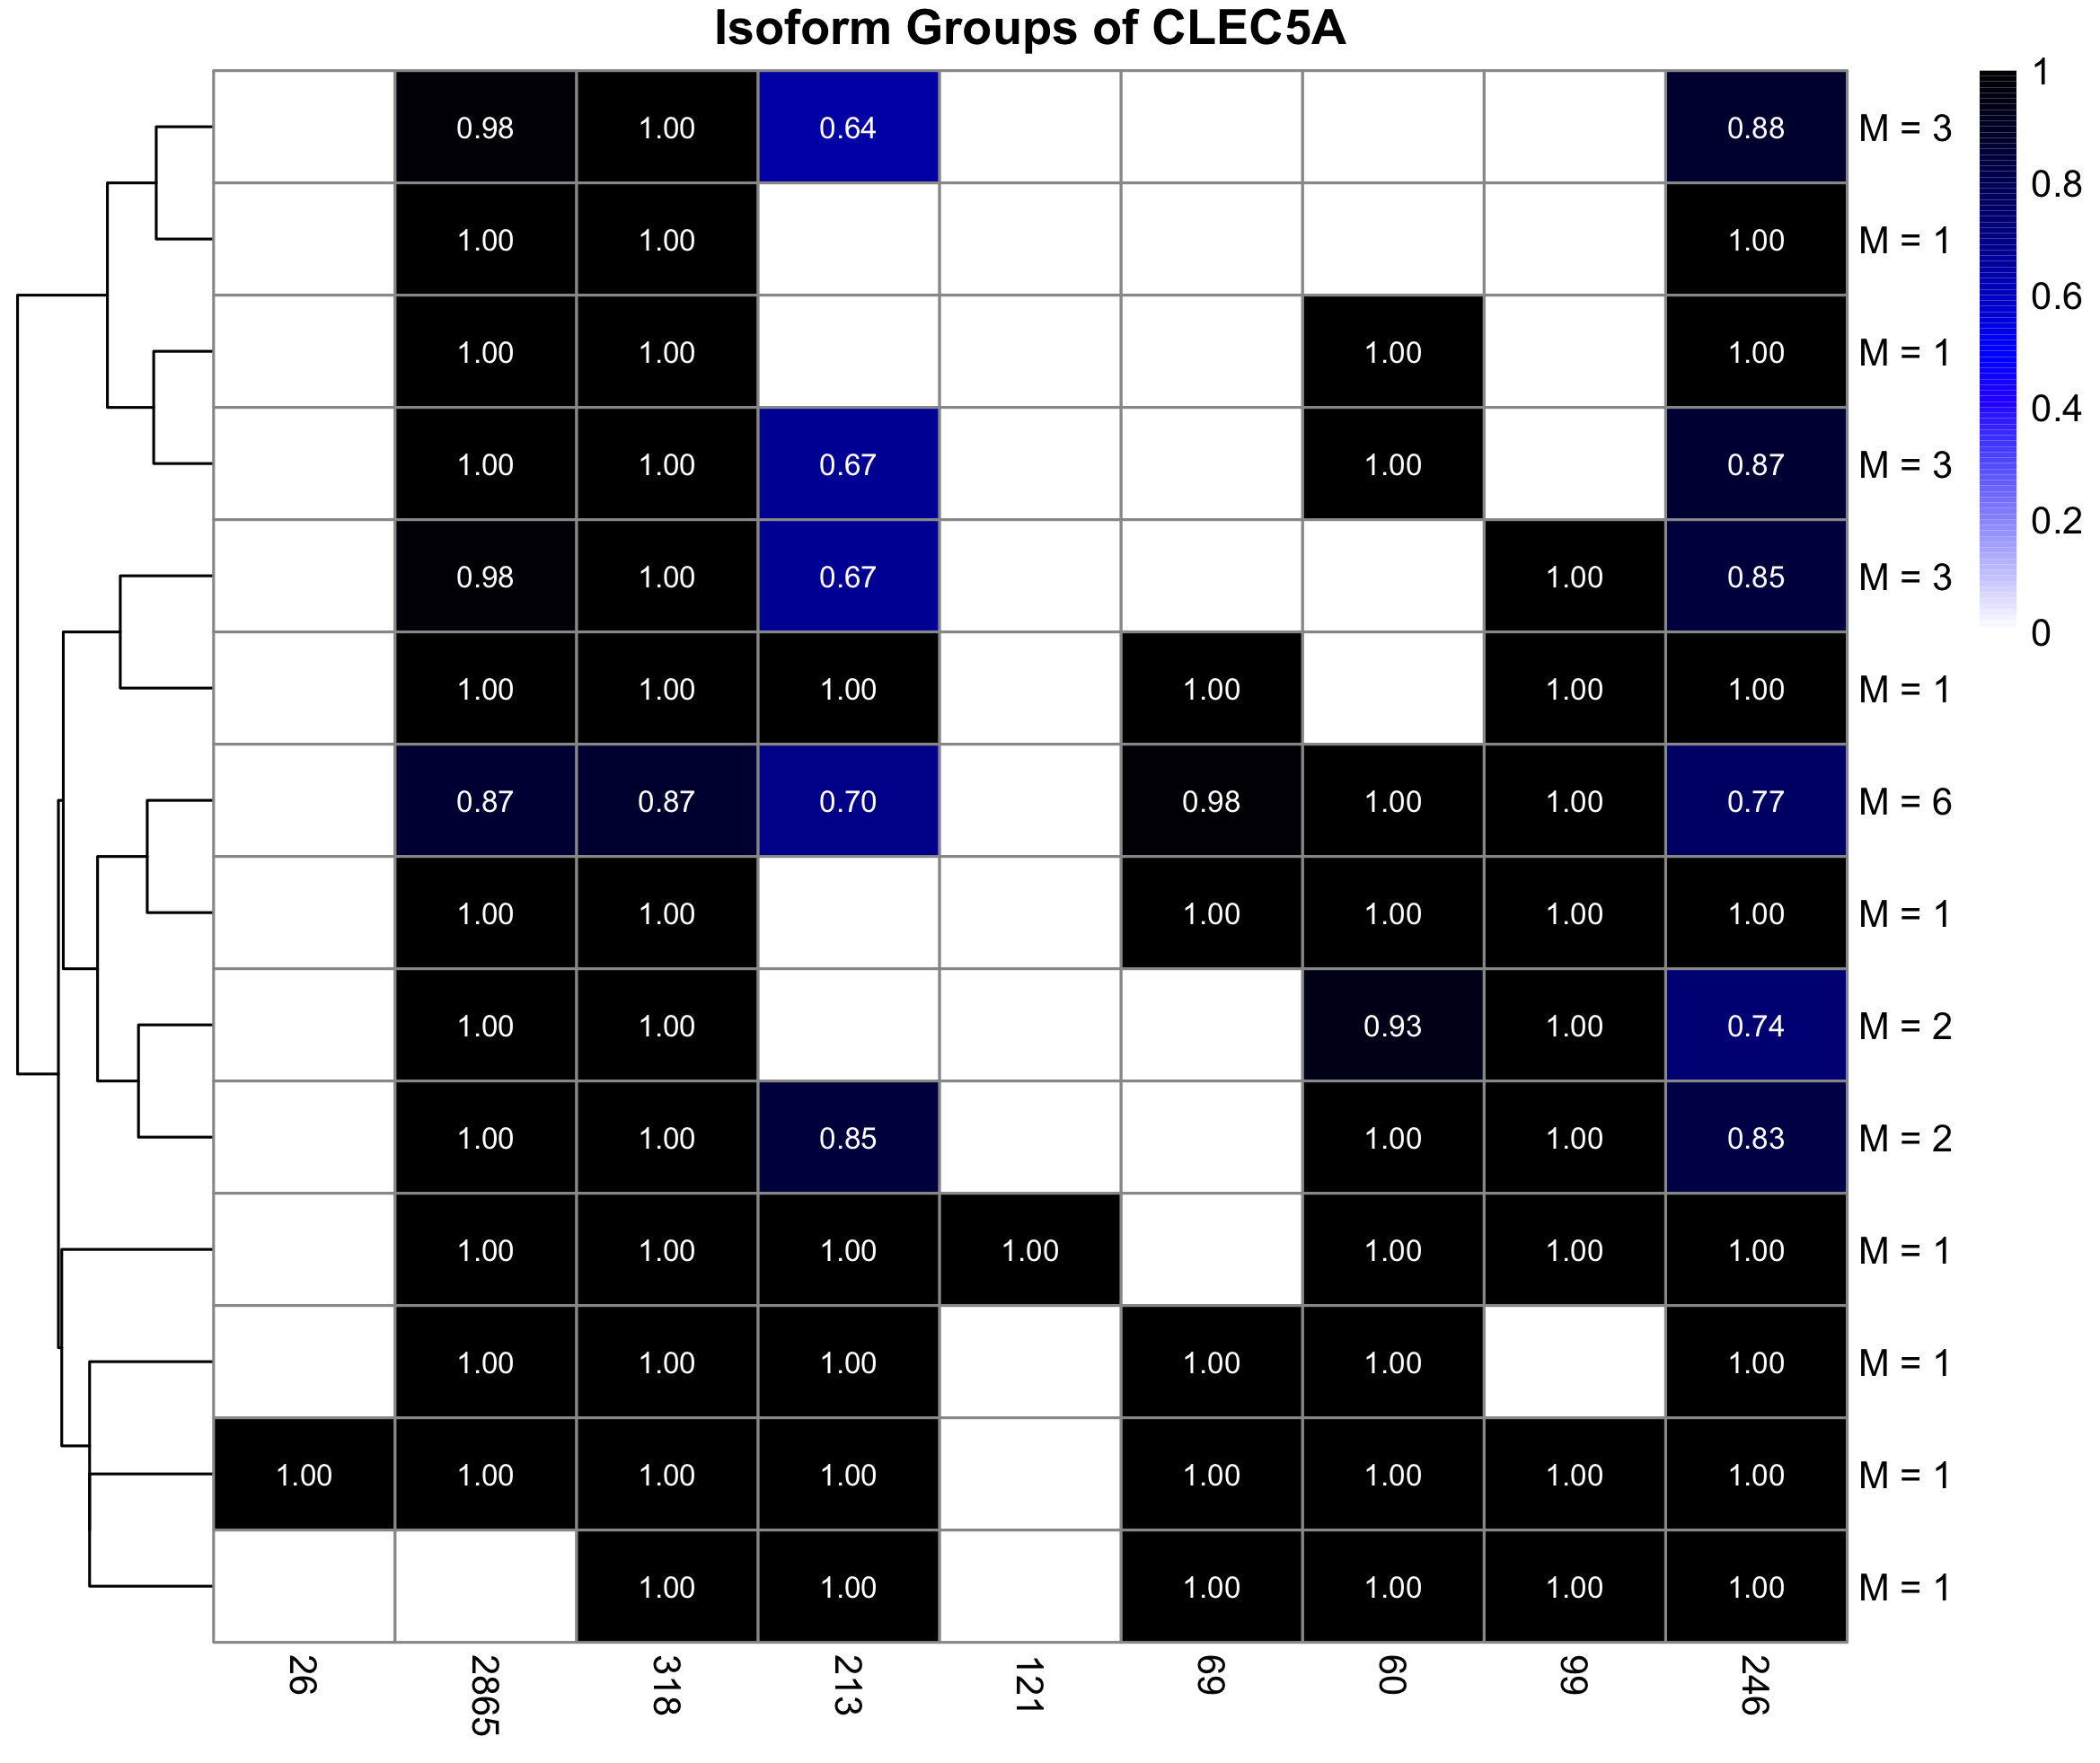 Isoform Groups of CLEC5A
0.98 1.00 0.64 0.88 M = 3
1.00 1.00 1.00 M = 1
1.00 1.00 1.00 1.00 M = 1
1.00 1.00 0.67 1.00 0.87 M = 3
0.98 1.00 0.67 1.00 0.85 M = 3
1.00 1.00 1.00 1.00 1.00 1.00 M = 1
0.87 0.87 0.70 0.98 1.00 1.00 0.77 M = 6
1.00 1.00 1.00 1.00 1.00 1.00 M = 1
1.00 1.00 0.93 1.00 0.74 M = 2
1.00 1.00 0.85 1.00 1.00 0.83 M = 2
1.00 1.00 1.00 1.00 1.00 1.00 1.00 M = 1
1.00 1.00 1.00 1.00 1.00 1.00 M = 1
1.00 1.00 1.00 1.00 1.00 1.00 1.00 1.00 M = 1
1.00 1.00 1.00 1.00 1.00 1.00 M = 1
26 2865 318 213 121 69 60 99 246
1
0.8
0.6
0.4
0.2
0